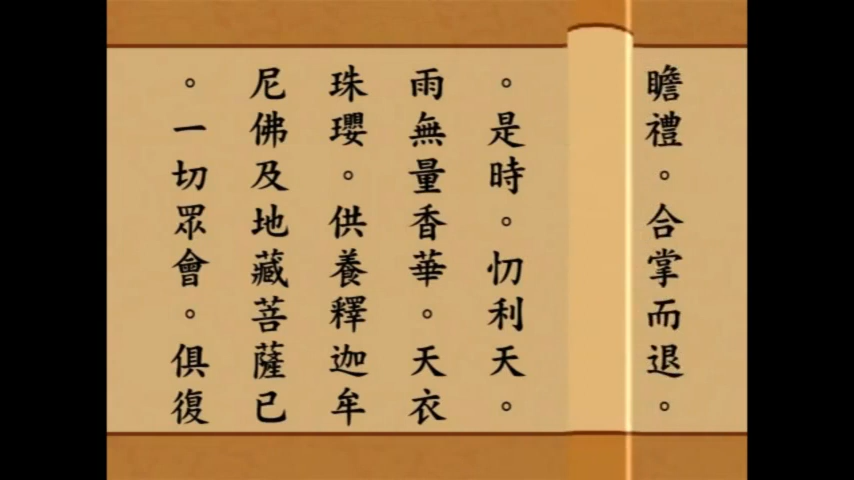 瞻禮。合掌而退。
。是時。忉利天。
雨無量香華。天衣
珠瓔。供養釋迦牟
尼佛及地藏菩薩已
。一切眾會。俱復